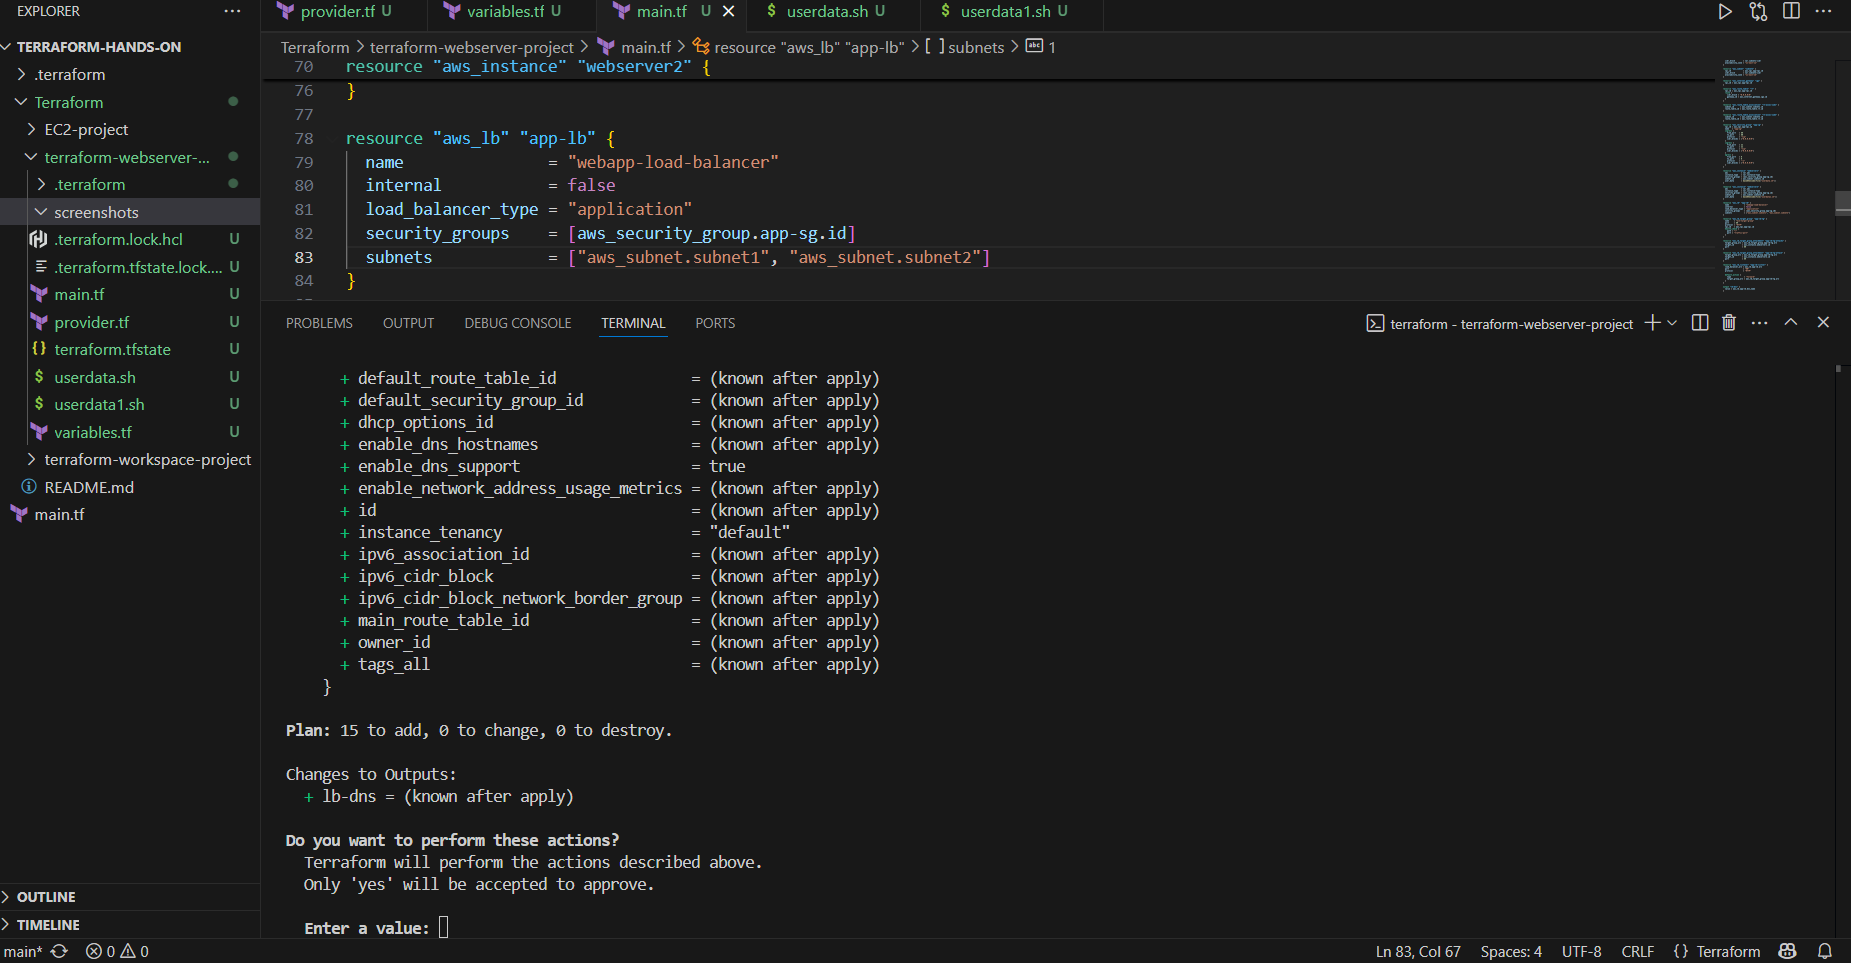 EXPLORER
TERRAFORM-HANDS-ON
.terraform
Terraform
EC2-project
terraform-webserver-...
.terraform
screenshots
.terraform.lock.hcl U
.terraform.tfstate.lock.... U
main.tf U
provider.tf U
terraform.tfstate U
userdata.sh U
userdata1.sh U
variables.tf U
terraform-workspace-project
README.md
main.tf
OUTLINE
TIMELINE
provider.tf U
variables.tf U
main.tf U
userdata.sh U
userdata1.sh U
Terraform > terraform-webserver-project > main.tf > resource "aws_lb" "app-lb" > [ ] subnets > abc 1
70 resource "aws_instance" "webserver2" {
76 }
77
78 resource "aws_lb" "app-lb" {
79 name = "webapp-load-balancer"
80 internal = false
81 load_balancer_type = "application"
82 security_groups = [aws_security_group.app-sg.id]
83 subnets = ["aws_subnet.subnet1", "aws_subnet.subnet2"]
84 }
PROBLEMS OUTPUT DEBUG CONSOLE TERMINAL PORTS
terraform - terraform-webserver-project
+ default_route_table_id = (known after apply)
+ default_security_group_id = (known after apply)
+ dhcp_options_id = (known after apply)
+ enable_dns_hostnames = (known after apply)
+ enable_dns_support = true
+ enable_network_address_usage_metrics = (known after apply)
+ id = (known after apply)
+ instance_tenancy = "default"
+ ipv6_association_id = (known after apply)
+ ipv6_cidr_block = (known after apply)
+ ipv6_cidr_block_network_border_group = (known after apply)
+ main_route_table_id = (known after apply)
+ owner_id = (known after apply)
+ tags_all = (known after apply)
}
Plan: 15 to add, 0 to change, 0 to destroy.
Changes to Outputs:
+ lb-dns = (known after apply)
Do you want to perform these actions?
Terraform will perform the actions described above.
Only 'yes' will be accepted to approve.
Enter a value:
main* 0 0 Ln 83, Col 67 Spaces: 4 UTF-8 CRLF {} Terraform